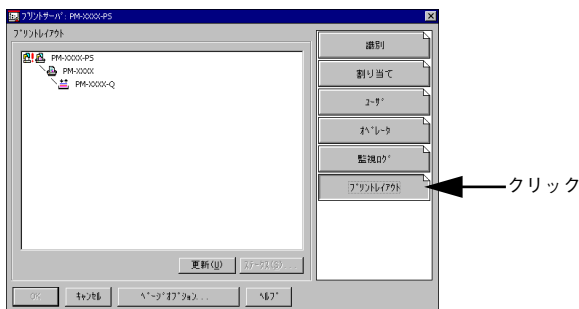 ﾌﾟﾘﾝﾄｻｰﾊﾞ: PM-XXXX-PS
ﾌﾟﾘﾝﾄﾚｲｱｳﾄ
PM-XXXX-PS
PM-XXXX
PM-XXXX-Q
更新(U)
ｽﾃｰﾀｽ(S)...
識別
割り当て
ﾕｰｻﾞ
ｵﾍﾟﾚｰﾀ
監視ﾛｸﾞ
ﾌﾟﾘﾝﾄﾚｲｱｳﾄ
クリック
OK
ｷｬﾝｾﾙ
ﾍﾟｰｼﾞｵﾌﾟｼｮﾝ...
ﾍﾙﾌﾟ